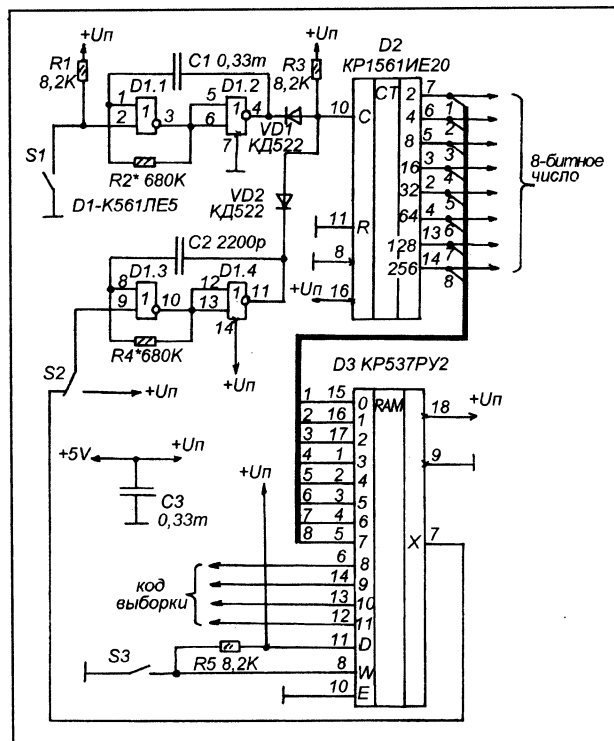 +Uп
R1
8,2K
C1 0,33m
D1.1
D1.2
1
2
1
3
5
6
1
4
7
R2* 680K
S1
D1-К561ЛЕ5
+Uп
R3
8,2K
VD1
КД522
VD2
КД522
D2
КР1561ИЕ20
10
C
CT
11
R
8
+Uп
16
2
7
4
6
8
5
16
3
32
2
64
4
128
13
256
14
1
2
3
4
5
6
7
8
8-битное
число
C2 2200p
D1.3
D1.4
8
9
1
10
12
13
1
11
14
R4*680K
+Uп
S2
+Uп
+5V
+Uп
C3
0,33m
+Uп
D3 КР537РУ2
1 15 0
2 16 1
3 17 2
4 1 3
5 2 4
6 3 5
7 4 6
8 5 7
RAM
18
+Uп
9
X
7
код
выборки
6 8
14 9
13 10
12 11
11 D
S3
R5 8,2K
8 W
10 E